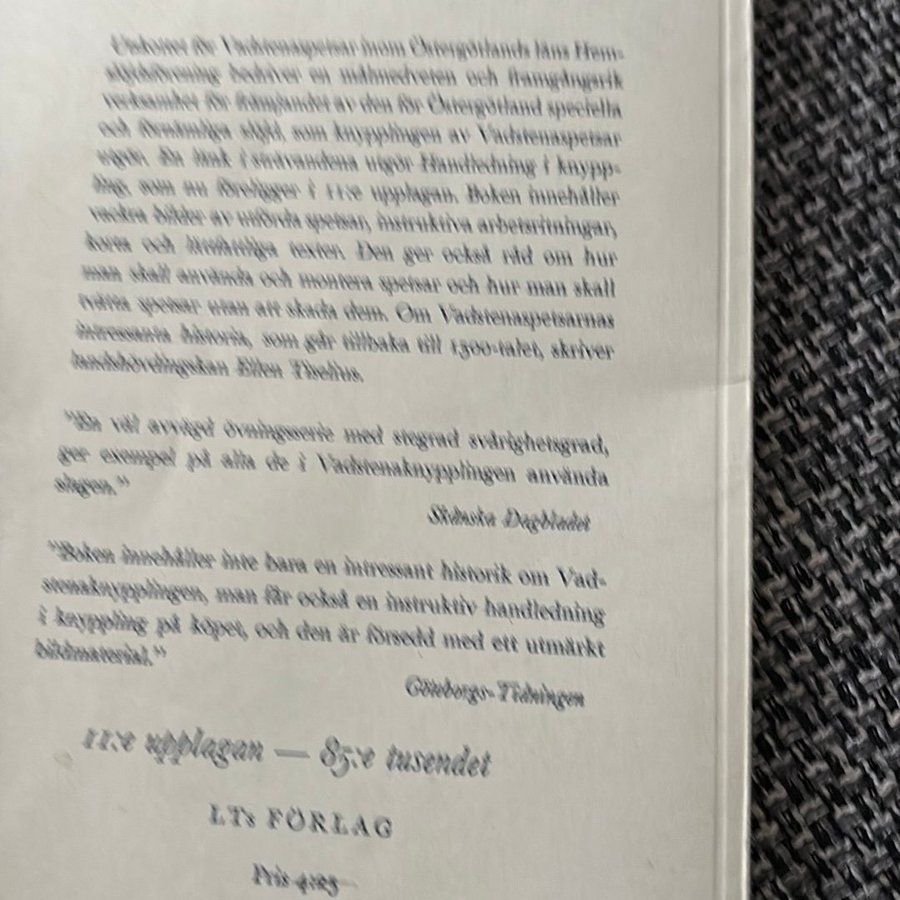 Utskottet för Vadstenaspetsar inom Östergötlands läns Hem-
slöjdsförening bedriver en målmedveten och framgångsrik
verksamhet för främjandet av den för Östergötland speciella
och förnämliga slöjd, som knypplingen av Vadstenaspetsar
utgör. En länk i strävandena utgör Handledning i knypp-
ling, som nu föreligger i 11:e upplagan. Boken innehåller
vackra bilder av utförda spetsar, instruktiva arbetsritningar,
korta och lättfattliga texter. Den ger också råd om hur
man skall använda och montera spetsar och hur man skall
tvätta spetsar utan att skada dem. Om Vadstenaspetsarnas
intressanta historia, som går tillbaka till 1500-talet, skriver
landshövdingskan Ellen Tiselius.
”En väl avvägd övningsserie med stegrad svårighetsgrad,
ger exempel på alla de i Vadstenaknypplingen använda
slagen.”
Skånska Dagbladet
”Boken innehåller inte bara en intressant historik om Vad-
stenaknypplingen, man får också en instruktiv handledning
i knyppling på köpet, och den är försedd med ett utmärkt
bildmaterial.”
Göteborgs-Tidningen
11:e upplagan — 85:e tusendet
LTs FÖRLAG
Pris